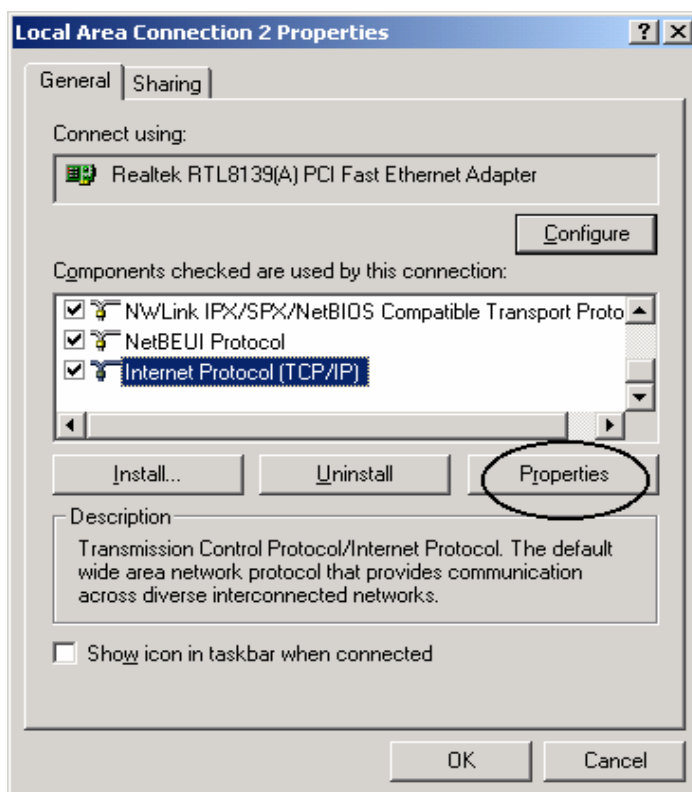 Local Area Connection 2 Properties
General
Sharing
Connect using:
Realtek RTL8139(A) PCI Fast Ethernet Adapter
Configure
Components checked are used by this connection:
NWLink IPX/SPX/NetBIOS Compatible Transport Proto
NetBEUI Protocol
Internet Protocol (TCP/IP)
Install...
Uninstall
Properties
Description
Transmission Control Protocol/Internet Protocol. The default
wide area network protocol that provides communication
across diverse interconnected networks.
Show icon in taskbar when connected
OK
Cancel